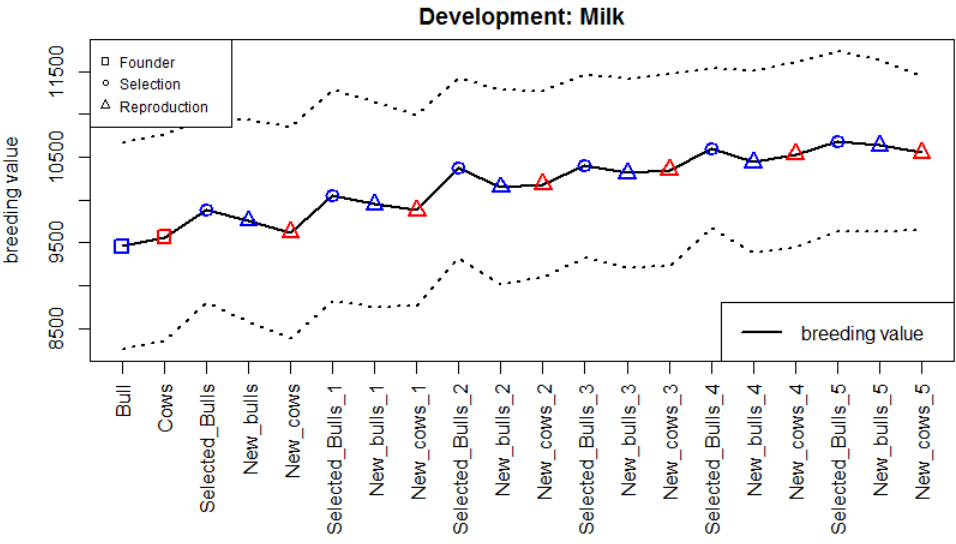 Development: Milk
Founder
Selection
Reproduction
breeding value
11500
10500
9500
8500
breeding value
Bull
Cows
Selected_Bulls
New_bulls
New_cows
Selected_Bulls_1
New_bulls_1
New_cows_1
Selected_Bulls_2
New_bulls_2
New_cows_2
Selected_Bulls_3
New_bulls_3
New_cows_3
Selected_Bulls_4
New_bulls_4
New_cows_4
Selected_Bulls_5
New_bulls_5
New_cows_5